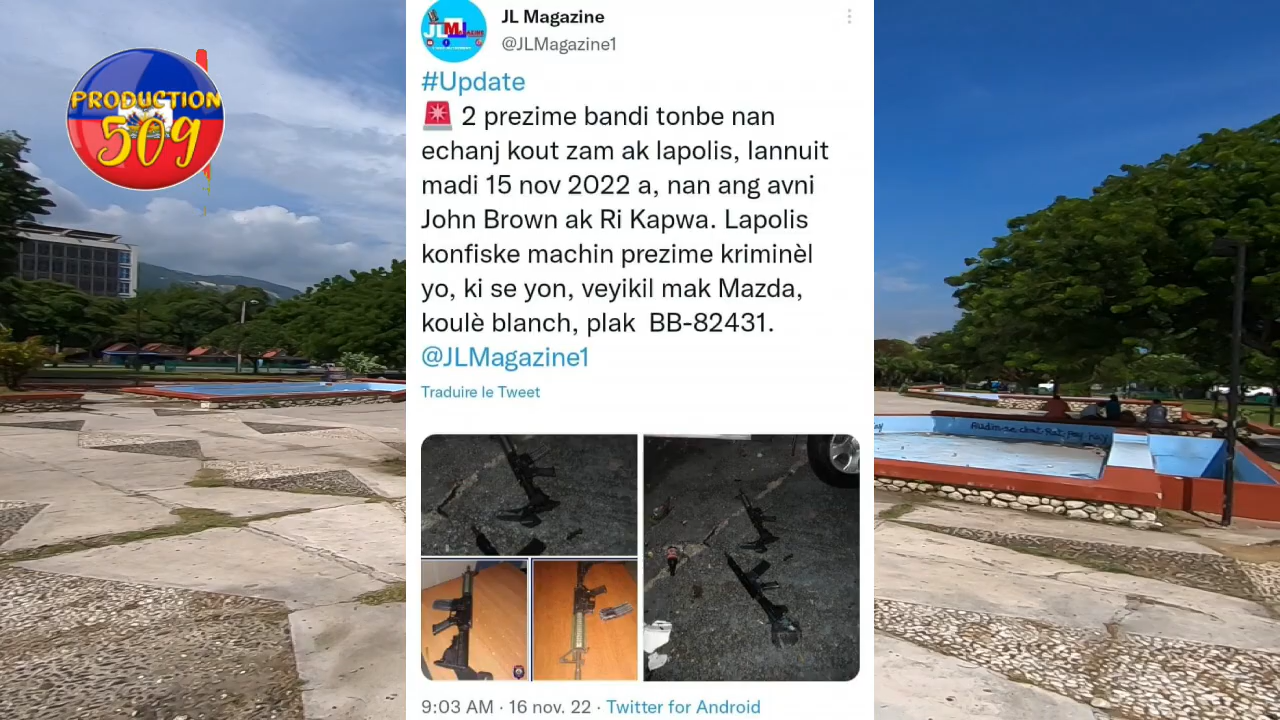 PRODUCTION
509
JL Magazine
@JLMagazine1
#Update
🚨 2 prezime bandi tonbe nan
echanj kout zam ak lapolis, lannuit
madi 15 nov 2022 a, nan ang avni
John Brown ak Ri Kapwa. Lapolis
konfiske machin prezime kriminèl
yo, ki se yon, veyikil mak Mazda,
koulè blanch, plak BB-82431.
@JLMagazine1
Traduire le Tweet
9:03 AM · 16 nov. 22 · Twitter for Android